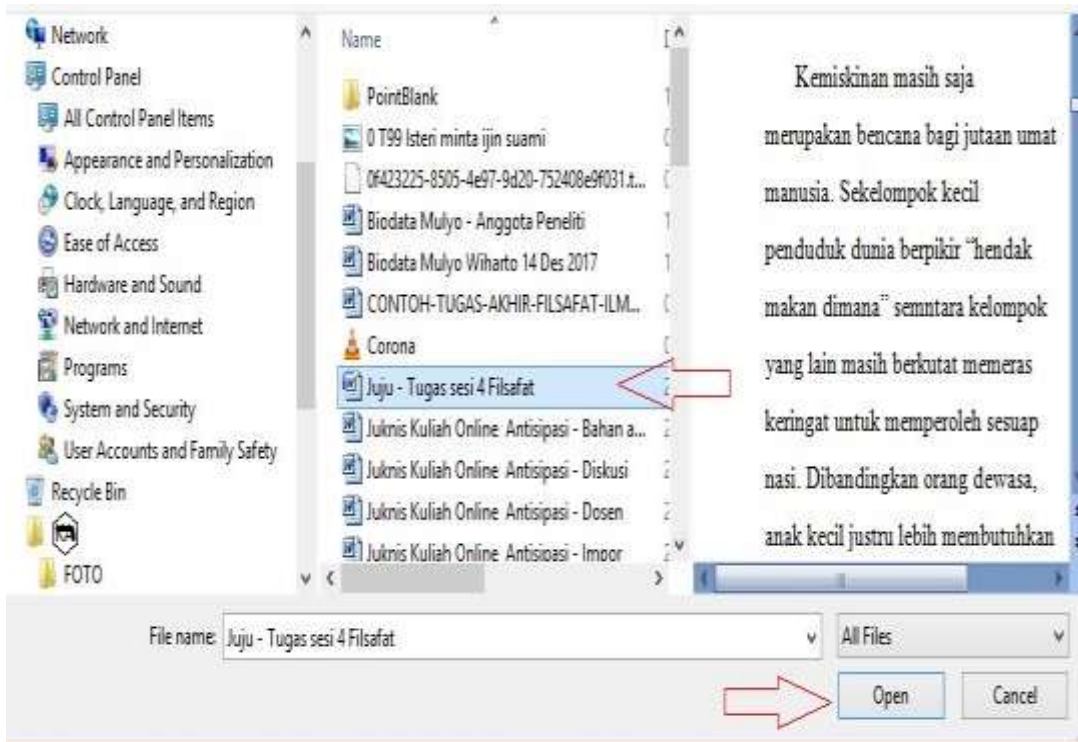 Network
Control Panel
All Control Panel Items
Appearance and Personalization
Clock, Language, and Region
Ease of Access
Hardware and Sound
Network and Internet
Programs
System and Security
User Accounts and Family Safety
Recycle Bin
FOTO
Name
PointBlank
0 T99 Isteri minta ijin suami
0f423225-8505-4e97-9d20-752408e9f031.t...
Biodata Mulyo - Anggota Peneliti
Biodata Mulyo Wiharto 14 Des 2017
CONTOH-TUGAS-AKHIR-FILSAFAT-ILM...
Corona
Juju - Tugas sesi 4 Filsafat
Juknis Kuliah Online Antisipasi - Bahan a...
Juknis Kuliah Online Antisipasi - Diskusi
Juknis Kuliah Online Antisipasi - Dosen
Juknis Kuliah Online Antisipasi - Impor
Kemiskinan masih saja
merupakan bencana bagi jutaan umat
manusia. Sekelompok kecil
penduduk dunia berpikir “hendak
makan dimana” semntara kelompok
yang lain masih berkutat memeras
keringat untuk memperoleh sesuap
nasi. Dibandingkan orang dewasa,
anak kecil justru lebih membutuhkan
File name: Juju - Tugas sesi 4 Filsafat
All Files
Open
Cancel